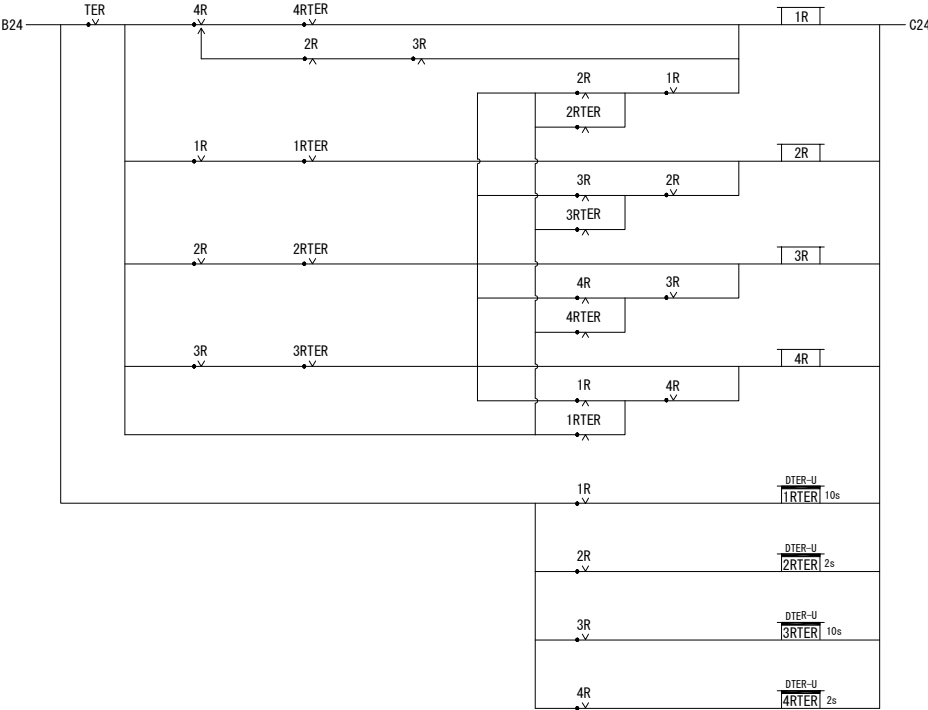 TER 4R 4RTER 1R
B24 C24
2R 3R
2R 1R
2RTER
1R 1RTER 2R
3R 2R
3RTER
2R 2RTER 3R
4R 3R
4RTER
3R 3RTER 4R
1R 4R
1RTER
DTER-U
1R 1RTER 10s
DTER-U
2R 2RTER 2s
DTER-U
3R 3RTER 10s
DTER-U
4R 4RTER 2s